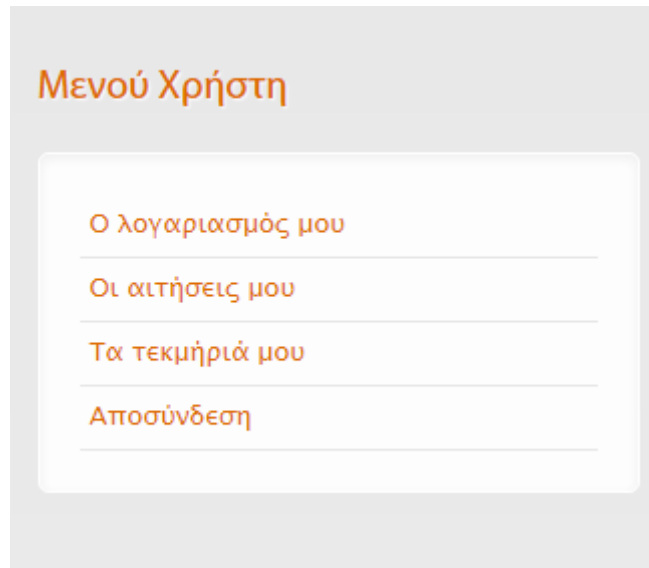 Μενού Χρήστη
Ο λογαριασμός μου
Οι αιτήσεις μου
Τα τεκμήριά μου
Αποσύνδεση